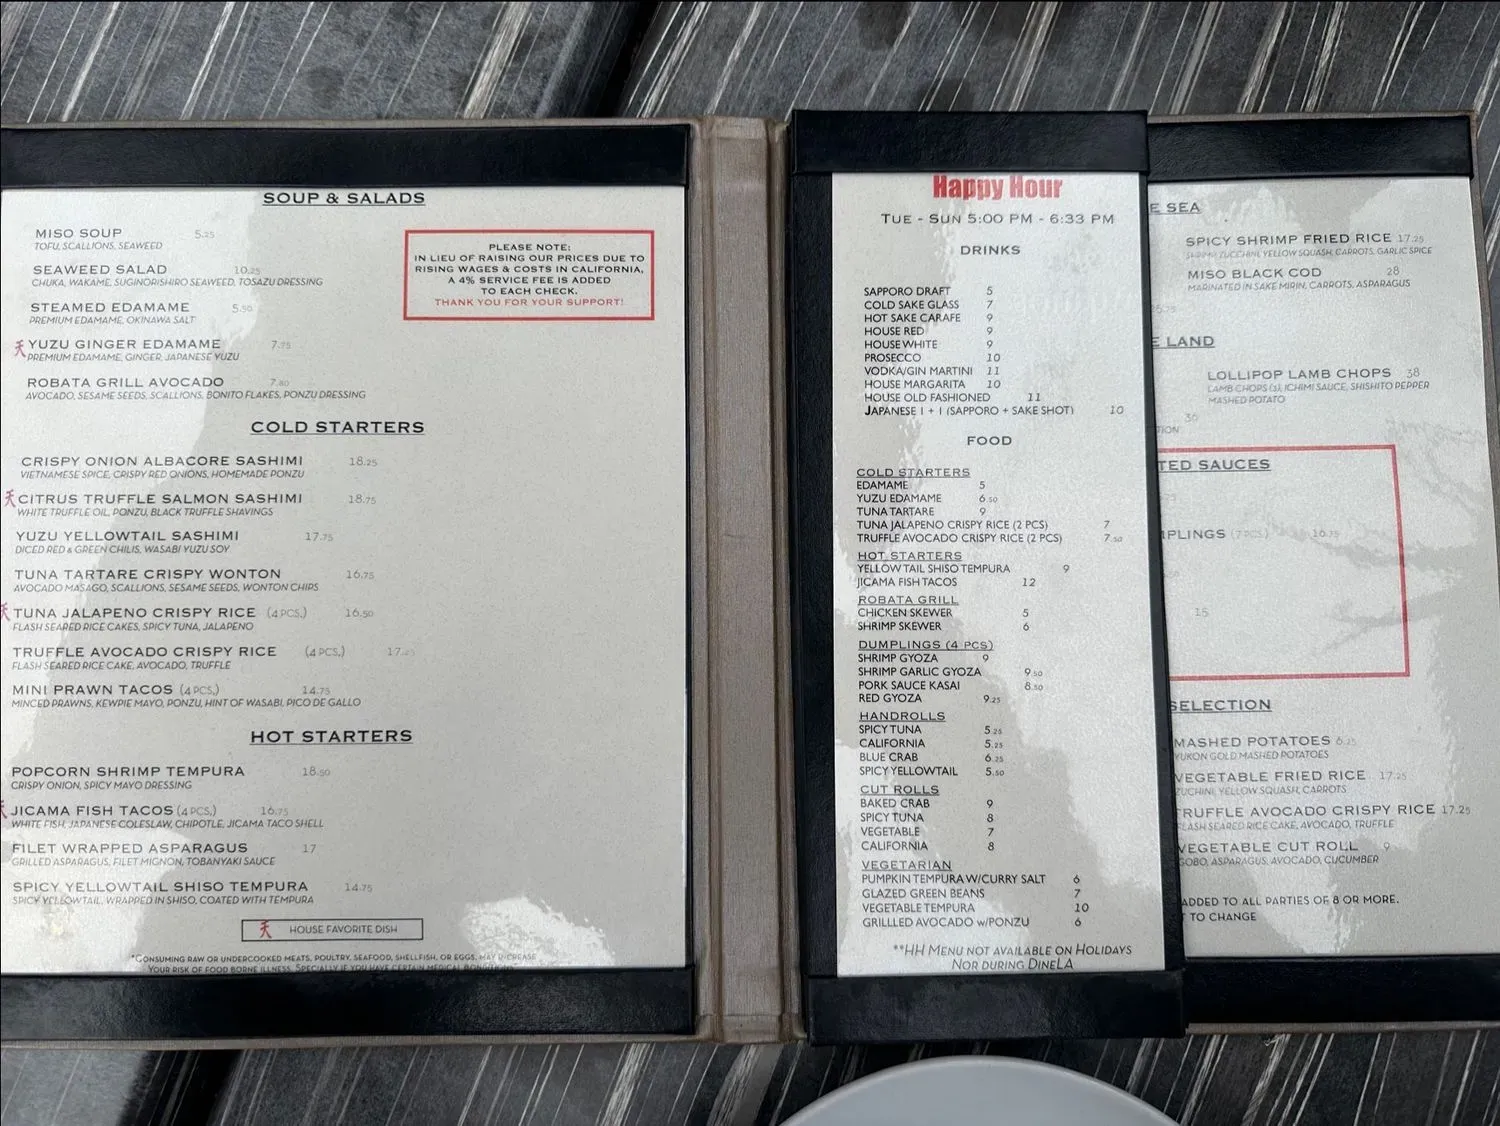 SOUP & SALADS
MISO SOUP 5.25
TOFU, SCALLIONS, SEAWEED
SEAWEED SALAD 10.25
CHUKA, WAKAME, SUGINORISHIRO SEAWEED, TOSAZU DRESSING
STEAMED EDAMAME 5.50
PREMIUM EDAMAME, OKINAWA SALT
天 YUZU GINGER EDAMAME 7.75
PREMIUM EDAMAME, GINGER, JAPANESE YUZU
ROBATA GRILL AVOCADO 7.80
AVOCADO, SESAME SEEDS, SCALLIONS, BONITO FLAKES, PONZU DRESSING
PLEASE NOTE:
IN LIEU OF RAISING OUR PRICES DUE TO
RISING WAGES & COSTS IN CALIFORNIA,
A 4% SERVICE FEE IS ADDED
TO EACH CHECK.
THANK YOU FOR YOUR SUPPORT!
COLD STARTERS
CRISPY ONION ALBACORE SASHIMI 18.25
VIETNAMESE SPICE, CRISPY RED ONIONS, HOMEMADE PONZU
天 CITRUS TRUFFLE SALMON SASHIMI 18.75
WHITE TRUFFLE OIL, PONZU, BLACK TRUFFLE SHAVINGS
YUZU YELLOWTAIL SASHIMI 17.75
DICED RED & GREEN CHILIS, WASABI YUZU SOY
TUNA TARTARE CRISPY WONTON 16.75
AVOCADO MASAGO, SCALLIONS, SESAME SEEDS, WONTON CHIPS
天 TUNA JALAPENO CRISPY RICE (4 PCS,) 16.50
FLASH SEARED RICE CAKES, SPICY TUNA, JALAPENO
TRUFFLE AVOCADO CRISPY RICE (4 PCS,)
FLASH SEARED RICE CAKE, AVOCADO, TRUFFLE
MINI PRAWN TACOS (4 PCS,) 14.75
MINCED PRAWNS, KEWPIE MAYO, PONZU, HINT OF WASABI, PICO DE GALLO
HOT STARTERS
POPCORN SHRIMP TEMPURA 18.50
CRISPY ONION, SPICY MAYO DRESSING
JICAMA FISH TACOS (4 PCS,) 16.75
WHITE FISH, JAPANESE COLESLAW, CHIPOTLE, JICAMA TACO SHELL
FILET WRAPPED ASPARAGUS 17
GRILLED ASPARAGUS, FILET MIGNON, TOBANYAKI SAUCE
SPICY YELLOWTAIL SHISO TEMPURA 14.75
SPICY YELLOWTAIL, WRAPPED IN SHISO, COATED WITH TEMPURA
天 HOUSE FAVORITE DISH
*CONSUMING RAW OR UNDERCOOKED MEATS, POULTRY, SEAFOOD, SHELLFISH, OR EGGS, MAY INCREASE
YOUR RISK OF FOOD BORNE ILLNESS, SPECIALLY IF YOU HAVE CERTAIN MEDICAL CONDITIONS*
Happy Hour
TUE - SUN 5:00 PM - 6:33 PM
DRINKS
SAPPORO DRAFT 5
COLD SAKE GLASS 7
HOT SAKE CARAFE 9
HOUSE RED 9
HOUSE WHITE 9
PROSECCO 10
VODKA/GIN MARTINI 11
HOUSE MARGARITA 10
HOUSE OLD FASHIONED 11
JAPANESE 1 + 1 (SAPPORO + SAKE SHOT) 10
FOOD
COLD STARTERS
EDAMAME 5
YUZU EDAMAME 6.50
TUNA TARTARE 9
TUNA JALAPENO CRISPY RICE (2 PCS) 7
TRUFFLE AVOCADO CRISPY RICE (2 PCS) 7.50
HOT STARTERS
YELLOW TAIL SHISO TEMPURA 9
JICAMA FISH TACOS 12
ROBATA GRILL
CHICKEN SKEWER 5
SHRIMP SKEWER 6
DUMPLINGS (4 PCS)
SHRIMP GYOZA 9
SHRIMP GARLIC GYOZA 9.50
PORK SAUCE KASAI 8.50
RED GYOZA 9.25
HANDROLLS
SPICY TUNA 5.25
CALIFORNIA 5.25
BLUE CRAB 6.25
SPICY YELLOWTAIL 5.50
CUT ROLLS
BAKED CRAB 9
SPICY TUNA 8
VEGETABLE 7
CALIFORNIA 8
VEGETARIAN
PUMPKIN TEMPURA W/CURRY SALT 6
GLAZED GREEN BEANS 7
VEGETABLE TEMPURA 10
GRILLLED AVOCADO W/PONZU 6
**HH MENU NOT AVAILABLE ON HOLIDAYS
NOR DURING DINELA
E SEA
SPICY SHRIMP FRIED RICE 17.25
SHRIMP, ZUCCHINI, YELLOW SQUASH, CARROTS, GARLIC SPICE
MISO BLACK COD 28
MARINATED IN SAKE MIRIN, CARROTS, ASPARAGUS
25.75
E LAND
LOLLIPOP LAMB CHOPS 38
LAMB CHOPS (3), ICHIMI SAUCE, SHISHITO PEPPER
MASHED POTATO
36
TION
TED SAUCES
MPLINGS (7 PCS.) 16.75
15
SELECTION
MASHED POTATOES 6.25
YUKON GOLD MASHED POTATOES
VEGETABLE FRIED RICE 17.25
ZUCHINI, YELLOW SQUASH, CARROTS
TRUFFLE AVOCADO CRISPY RICE 17.25
FLASH SEARED RICE CAKE, AVOCADO, TRUFFLE
VEGETABLE CUT ROLL 9
GOBO, ASPARAGUS, AVOCADO, CUCUMBER
ADDED TO ALL PARTIES OF 8 OR MORE.
T TO CHANGE